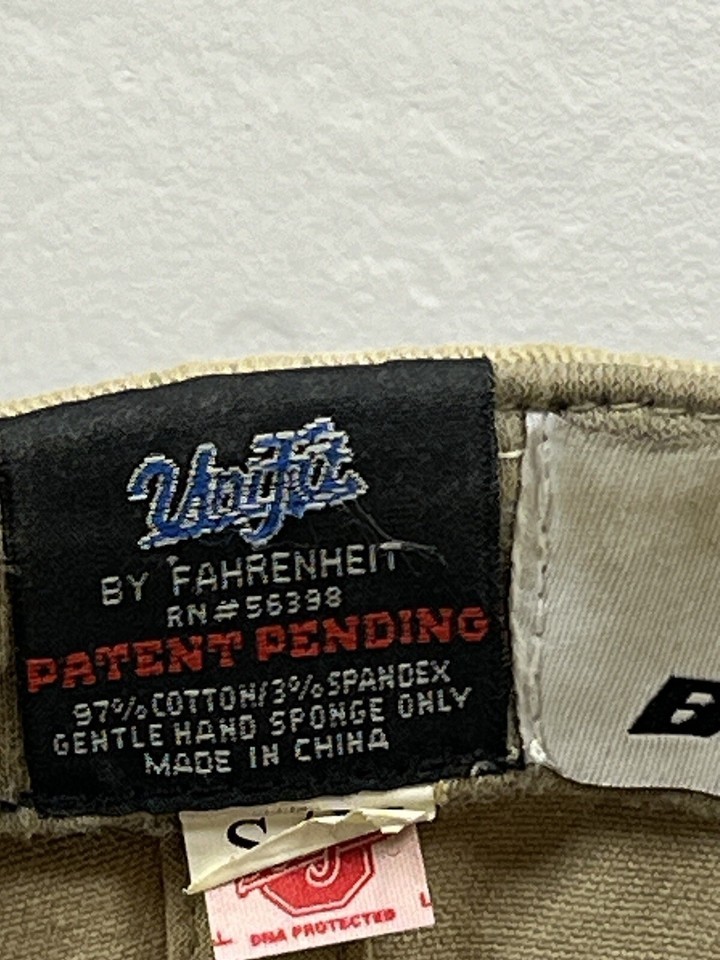 Unifit
BY FAHRENHEIT
RN#56398
PATENT PENDING
97% COTTON/3% SPANDEX
GENTLE HAND SPONGE ONLY
MADE IN CHINA
S
DNA PROTECTED
L
L
B